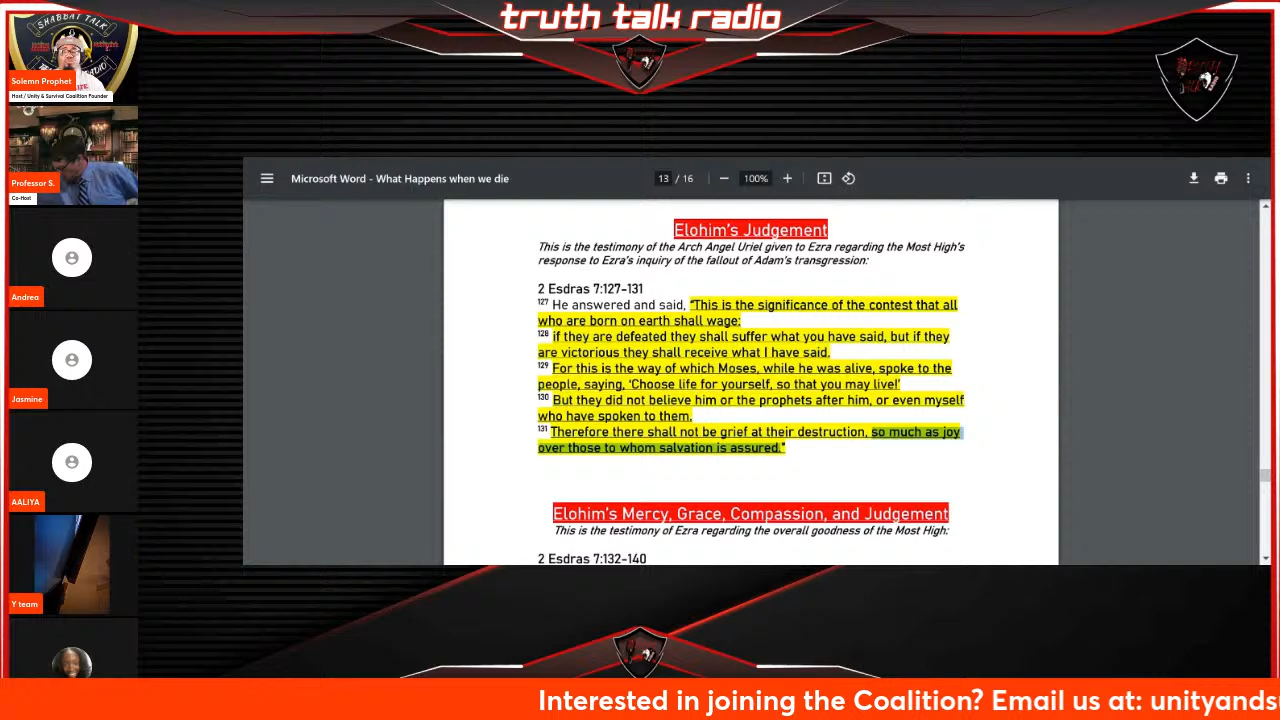 truth talk radio
SHABBAT TALK
Solemn Prophet
Host / Unity & Survival Coalition Founder
Professor S.
Co-Host
Andrea
Jasmine
AALIYA
Y team
Microsoft Word - What Happens when we die
13 / 16
100%
Elohim's Judgement
This is the testimony of the Arch Angel Uriel given to Ezra regarding the Most High's
response to Ezra's inquiry of the fallout of Adam's transgression:
2 Esdras 7:127-131
127 He answered and said, "This is the significance of the contest that all
who are born on earth shall wage:
128 if they are defeated they shall suffer what you have said, but if they
are victorious they shall receive what I have said.
129 For this is the way of which Moses, while he was alive, spoke to the
people, saying, 'Choose life for yourself, so that you may live!'
130 But they did not believe him or the prophets after him, or even myself
who have spoken to them.
131 Therefore there shall not be grief at their destruction, so much as joy
over those to whom salvation is assured."
Elohim's Mercy, Grace, Compassion, and Judgement
This is the testimony of Ezra regarding the overall goodness of the Most High:
2 Esdras 7:132-140
Interested in joining the Coalition? Email us at: unityands